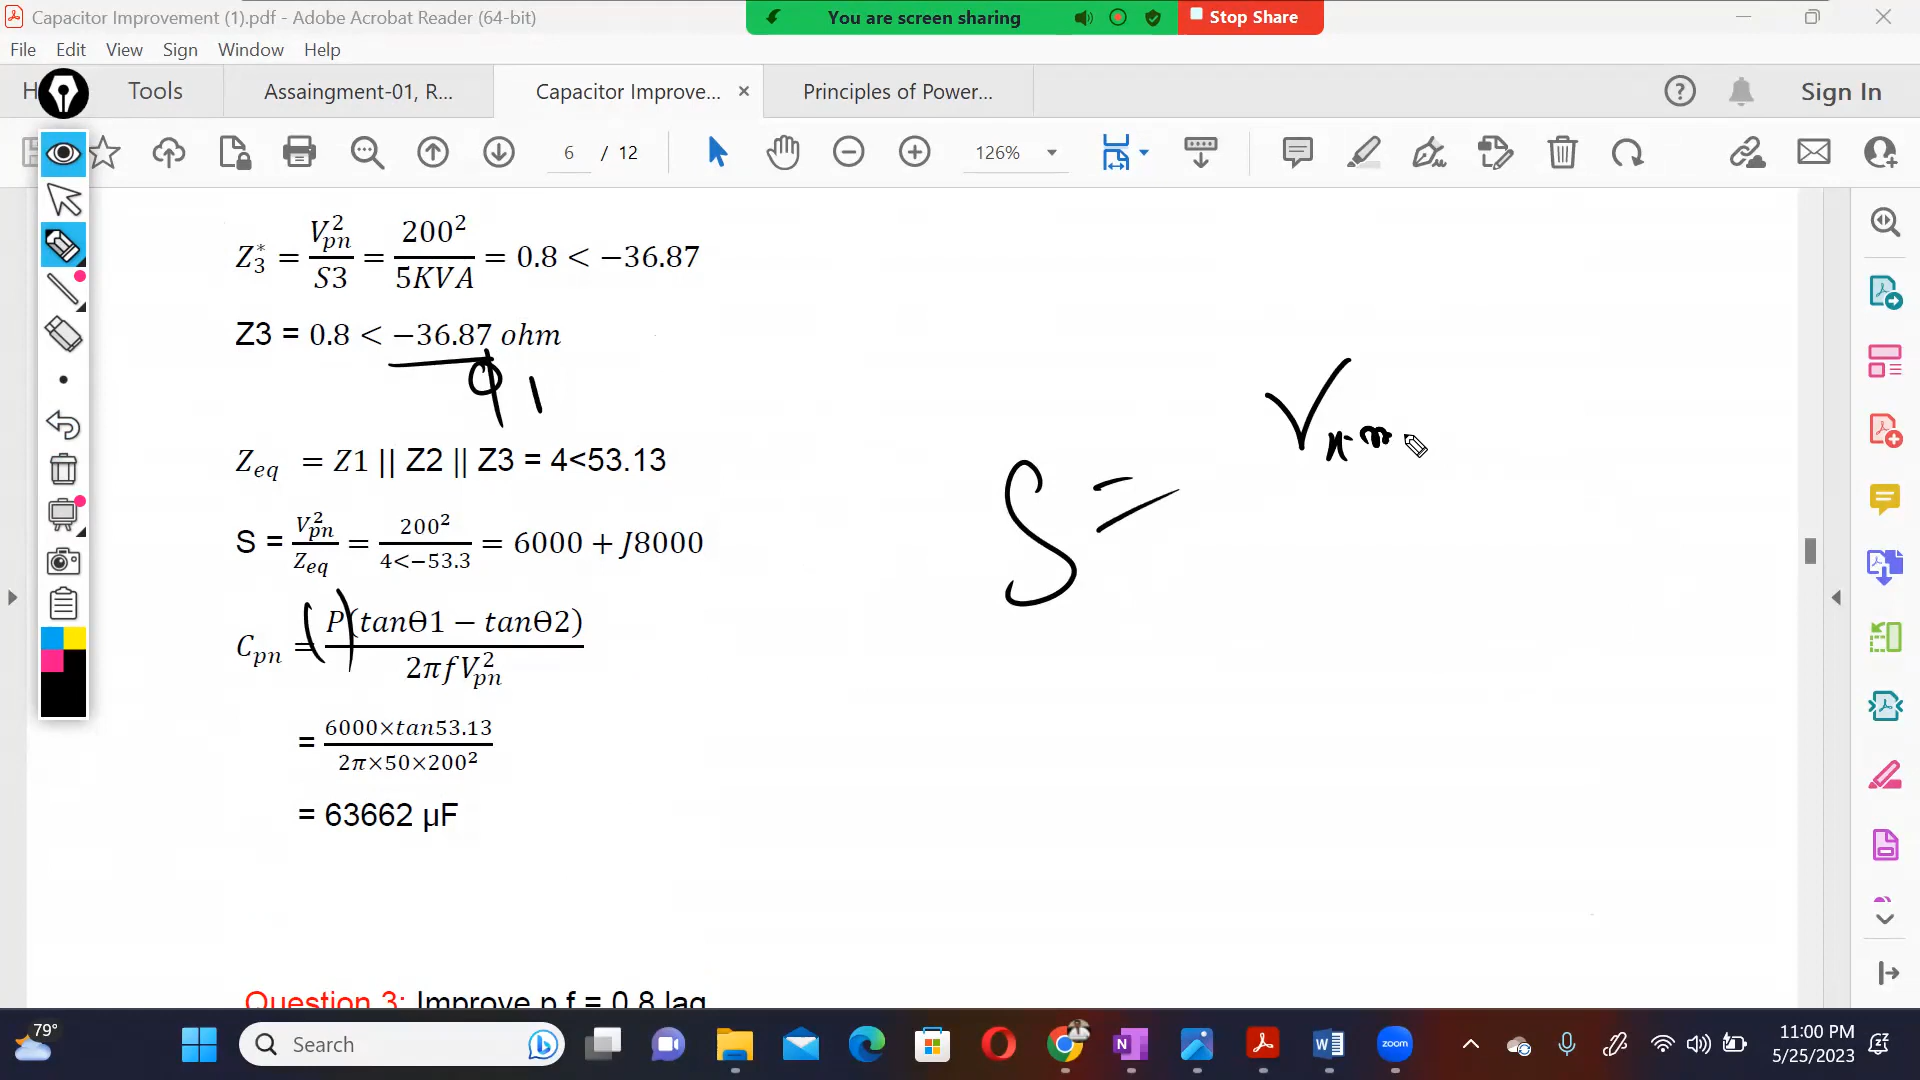 Capacitor Improvement (1).pdf - Adobe Acrobat Reader (64-bit)
You are screen sharing
Stop Share
File Edit View Sign Window Help
Tools
Assaingment-01, R...
Capacitor Improve... ×
Principles of Power...
Sign In
6 / 12
126%
Z₃* = V²pn / S3 = 200² / 5KVA = 0.8 < −36.87
Z3 = 0.8 < −36.87 ohm
Zeq = Z1 || Z2 || Z3 = 4<53.13
S = V²pn / Zeq = 200² / 4<−53.3 = 6000 + J8000
Cpn = P(tanϴ1 − tanϴ2) / 2πfV²pn
= 6000×tan53.13 / 2π×50×200²
= 63662 µF
S =
Question 3: Improve p.f = 0.8 lag
79°
Search
zoom
11:00 PM
5/25/2023